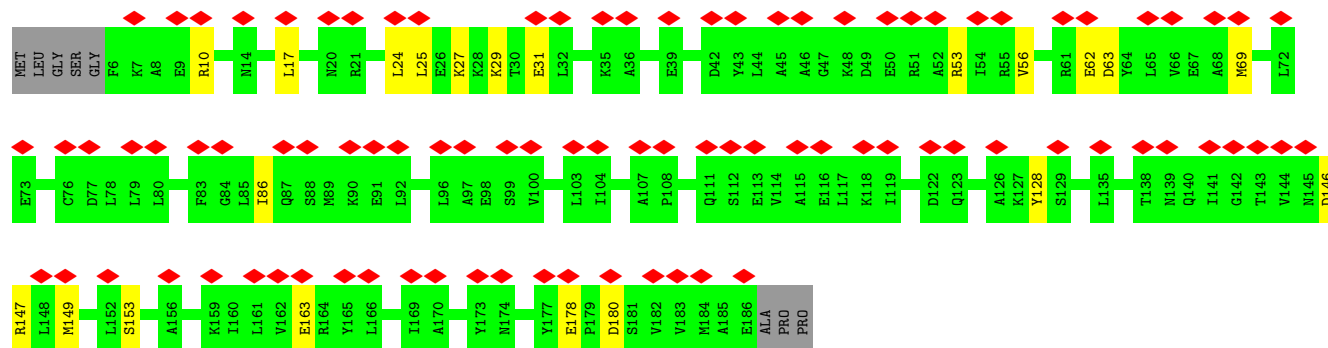 MET LEU GLY SER GLY F6 K7 A8 E9 R10 N14 L17 N20 R21 L24 L25 E26 K27 K28 K29 T30 E31 L32 K35 A36 E39 D42 Y43 L44 A45 A46 G47 K48 D49 E50 R51 A52 R53 I54 R55 V56 R61 E62 D63 Y64 L65 V66 E67 A68 M69 L72
E73 C76 D77 L78 L79 L80 F83 G84 L85 I86 Q87 S88 M89 K90 E91 L92 L96 A97 E98 S99 V100 L103 I104 A107 P108 Q111 S112 E113 V114 A115 E116 L117 K118 I119 D122 Q123 A126 K127 Y128 S129 L135 T138 N139 Q140 I141 G142 T143 V144 N145 D146
R147 L148 M149 L152 S153 A156 K159 I160 L161 V162 E163 R164 Y165 L166 I169 A170 Y173 N174 Y177 E178 P179 D180 S181 V182 V183 M184 A185 E186 ALA PRO PRO